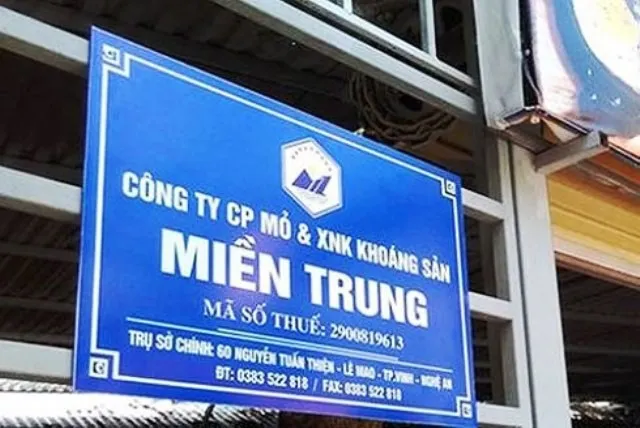 CÔNG TY CP MỎ & XNK KHOÁNG SẢN
MIỀN TRUNG
MÃ SỐ THUẾ: 2900819613
TRỤ SỞ CHÍNH: 60 NGUYỄN TUẤN THIỆN - LÊ MAO - TP.VINH - NGHỆ AN
ĐT: 0383 522 818 / FAX: 0383 522 818